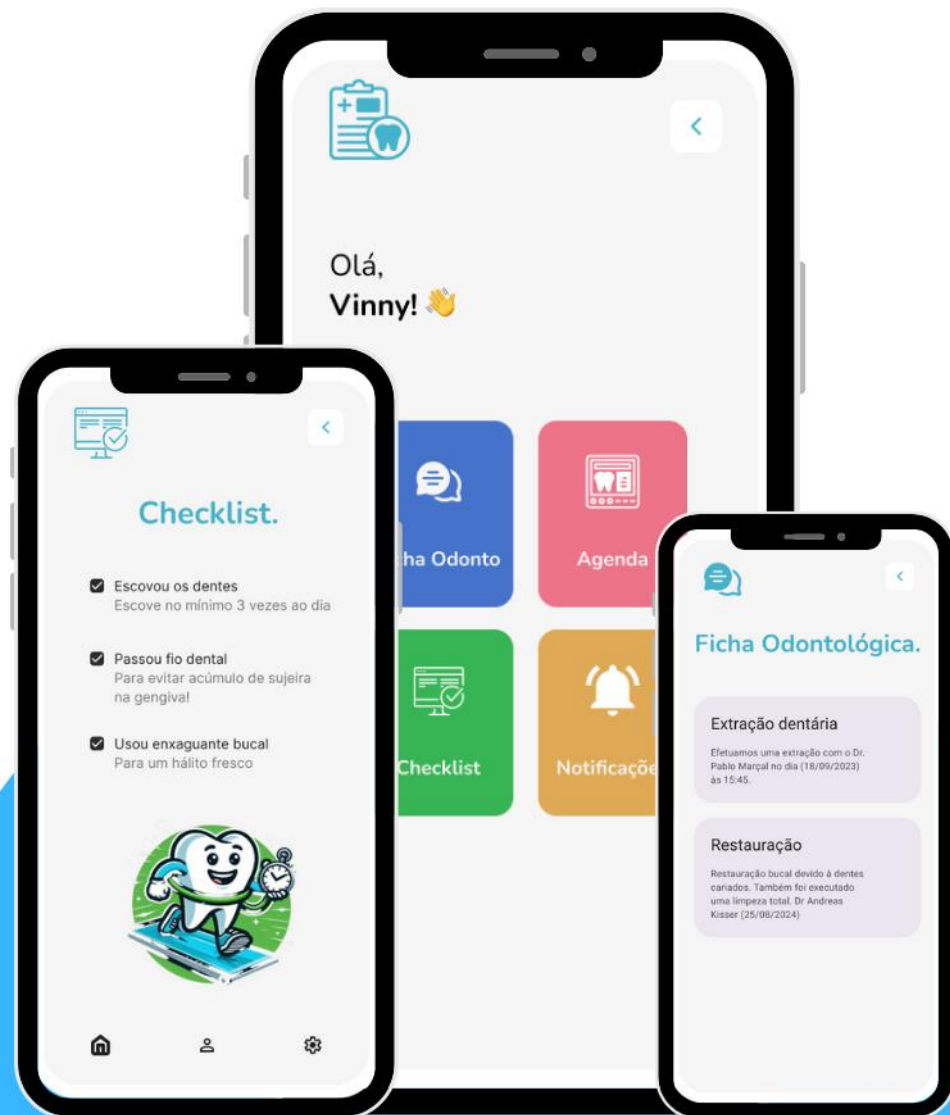 Olá,
Vinny! 👋
ha Odonto
Agenda
Checklist
Notificaçõe
Checklist.
Escovou os dentes
Escove no mínimo 3 vezes ao dia
Passou fio dental
Para evitar acúmulo de sujeira
na gengiva!
Usou enxaguante bucal
Para um hálito fresco
Ficha Odontológica.
Extração dentária
Efetuamos uma extração com o Dr.
Pablo Marçal no dia (18/09/2023)
ás 15:45.
Restauração
Restauração bucal devido à dentes
cariados. Também foi executado
uma limpeza total. Dr Andreas
Kisser (25/08/2024)